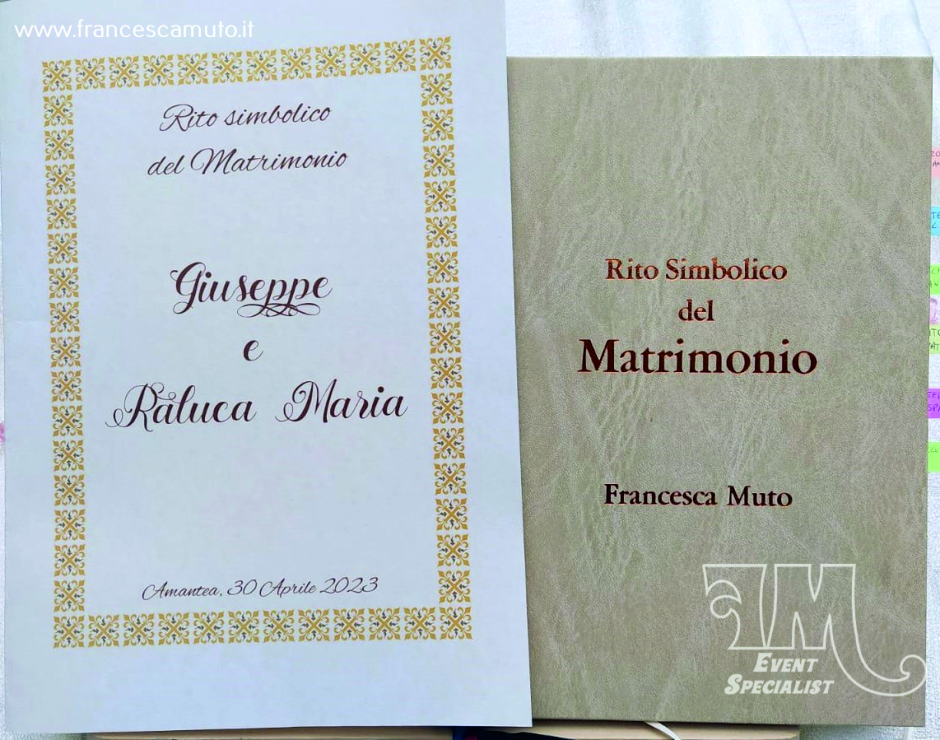 www.francescamuto.it
Rito simbolico
del Matrimonio
Giuseppe
e
Raluca Maria
Amantea, 30 Aprile 2023
Rito Simbolico
del
Matrimonio
Francesca Muto
FM
EVENT
SPECIALIST